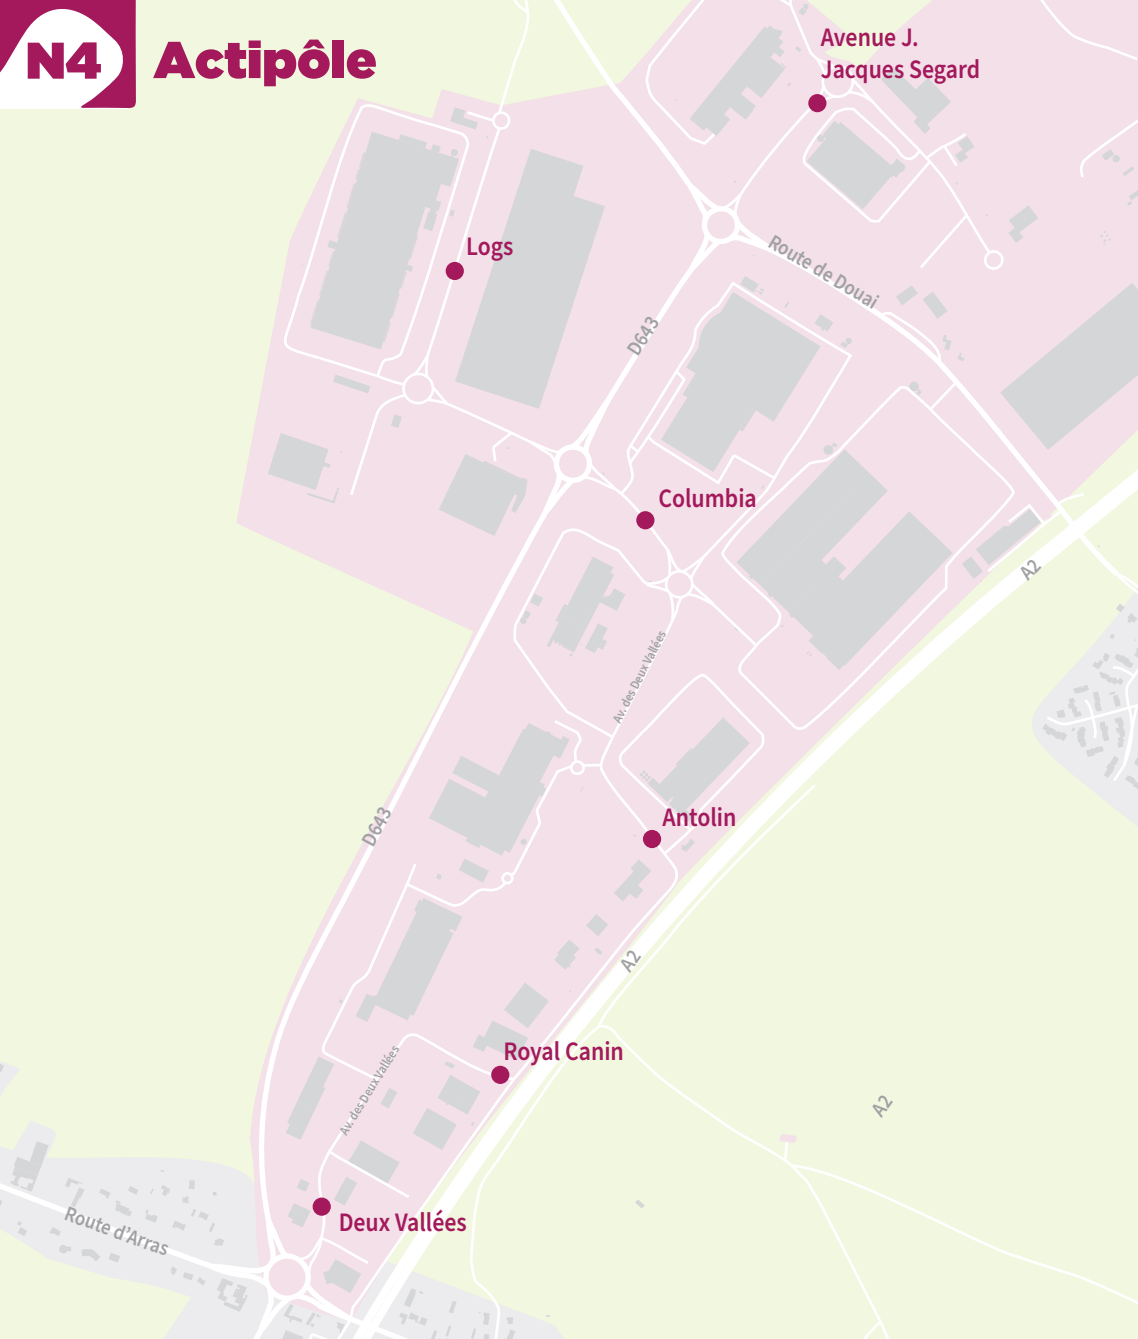 N4 Actipôle
Avenue J.
Jacques Segard
Logs
Route de Douai
D643
Columbia
A2
Av. des Deux Vallées
D643
Antolin
A2
Royal Canin
Av. des Deux Vallées
A2
Deux Vallées
Route d'Arras